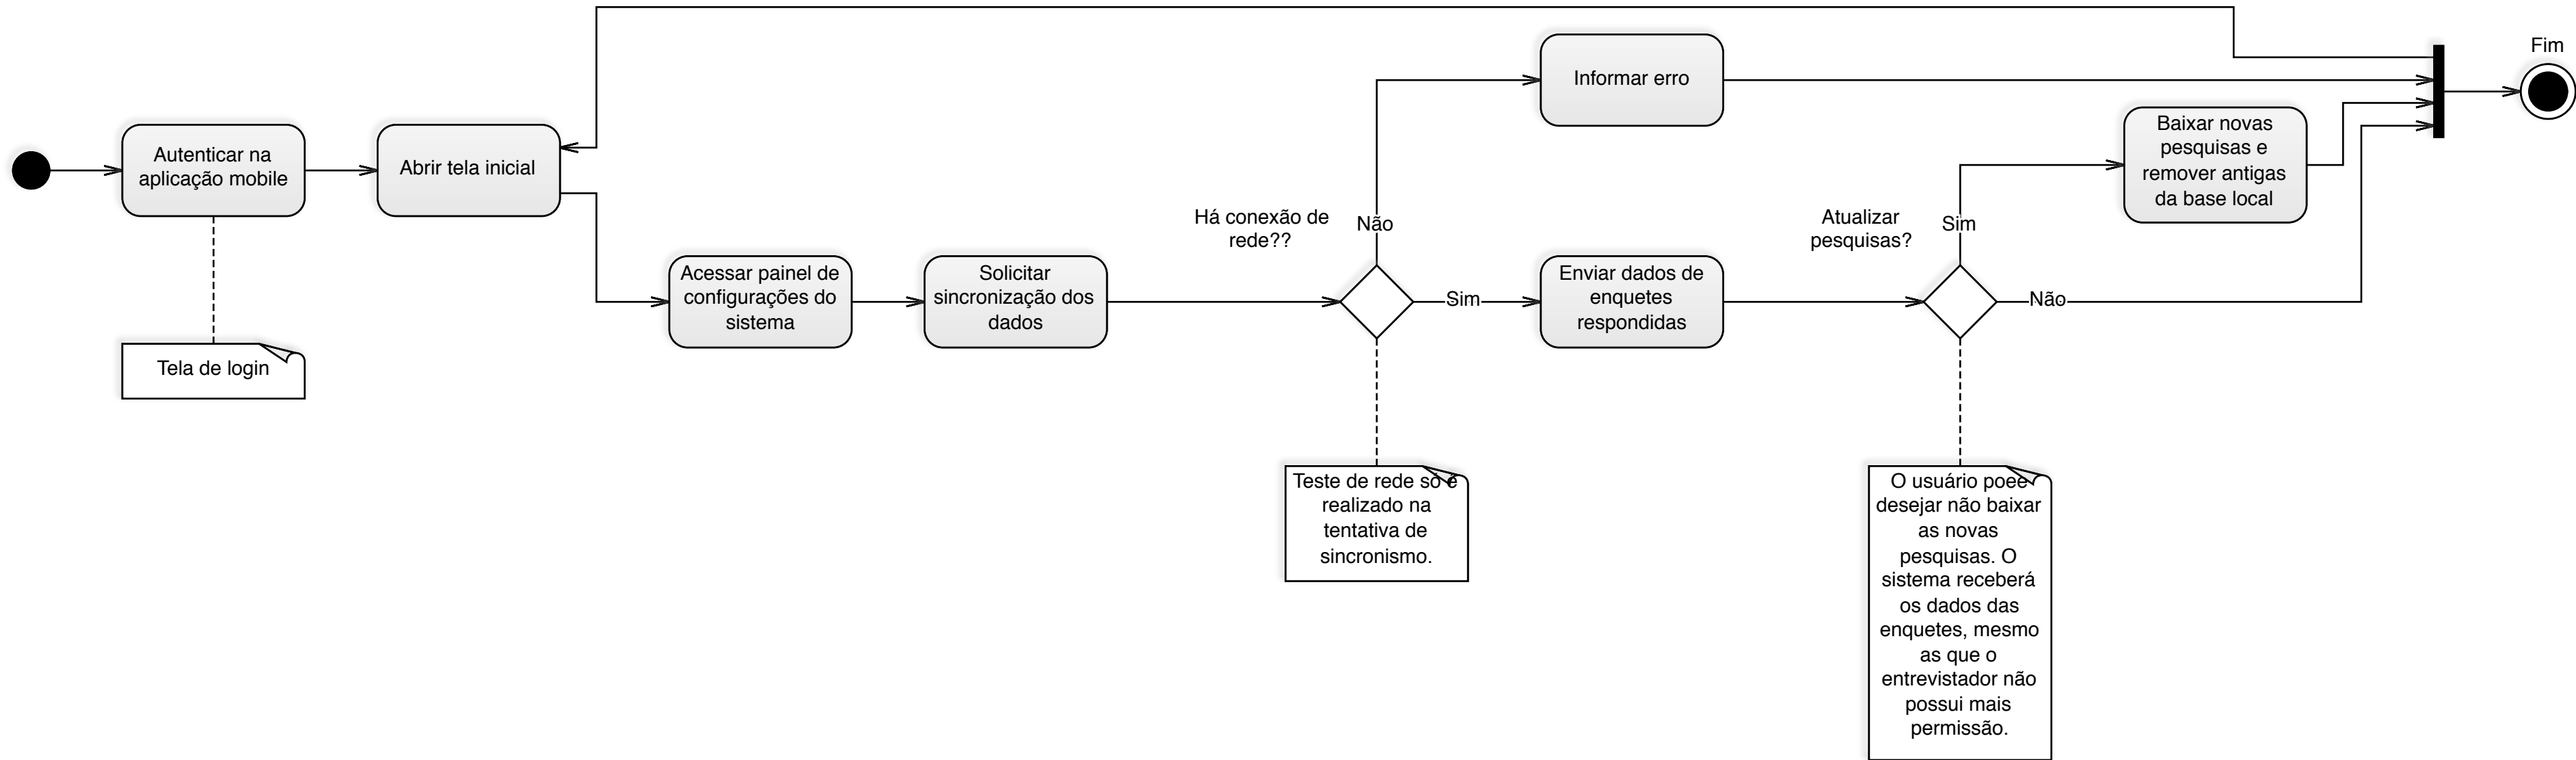 Fim
Informar erro
Baixar novas
pesquisas e
remover antigas
da base local
Autenticar na
aplicação mobile
Abrir tela inicial
Há conexão de
rede??
Não
Atualizar
pesquisas?
Sim
Acessar painel de
configurações do
sistema
Solicitar
sincronização dos
dados
Sim
Enviar dados de
enquetes
respondidas
Não
Tela de login
Teste de rede só é
realizado na
tentativa de
sincronismo.
O usuário poee
desejar não baixar
as novas
pesquisas. O
sistema receberá
os dados das
enquetes, mesmo
as que o
entrevistador não
possui mais
permissão.